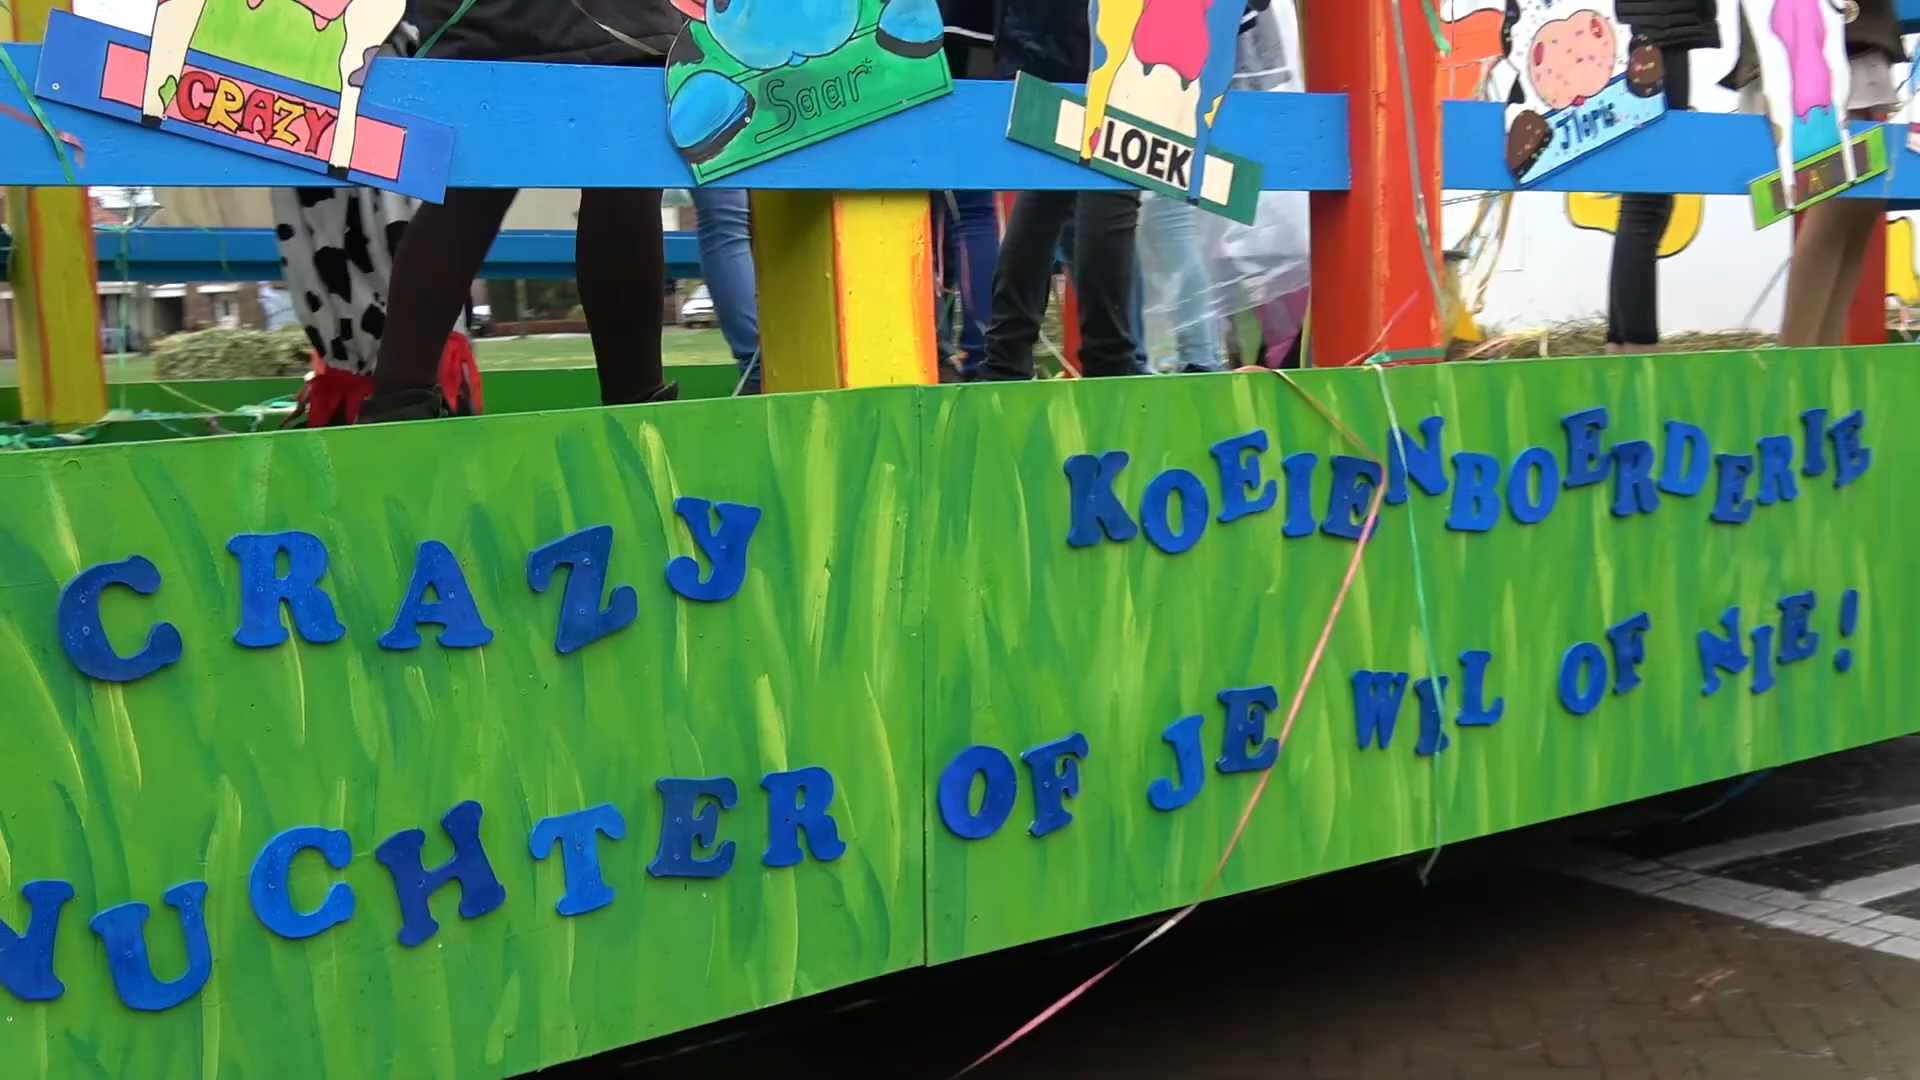 CRAZY
Saar
LOEK
Floris
CRAZY KOEIENBOERDERIE
NUCHTER OF JE WIL OF NIE!